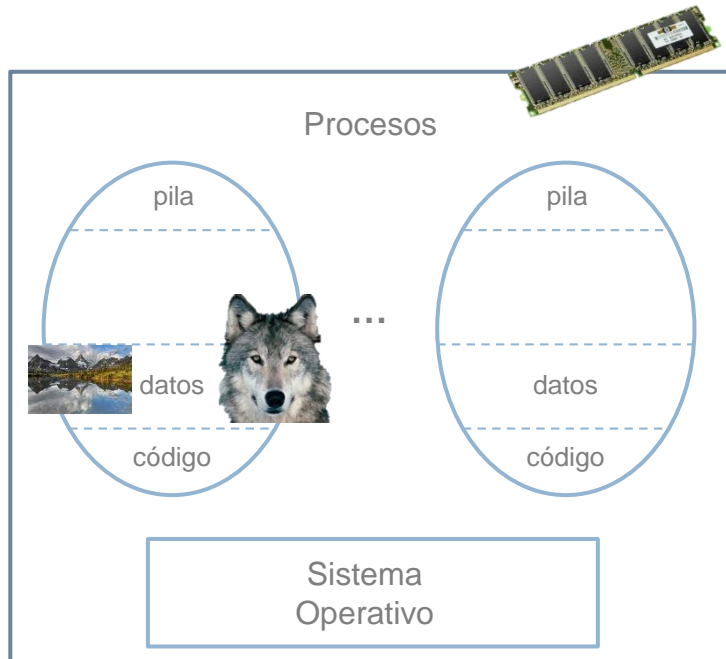 Procesos
pila
pila
...
datos
datos
código
código
Sistema
Operativo